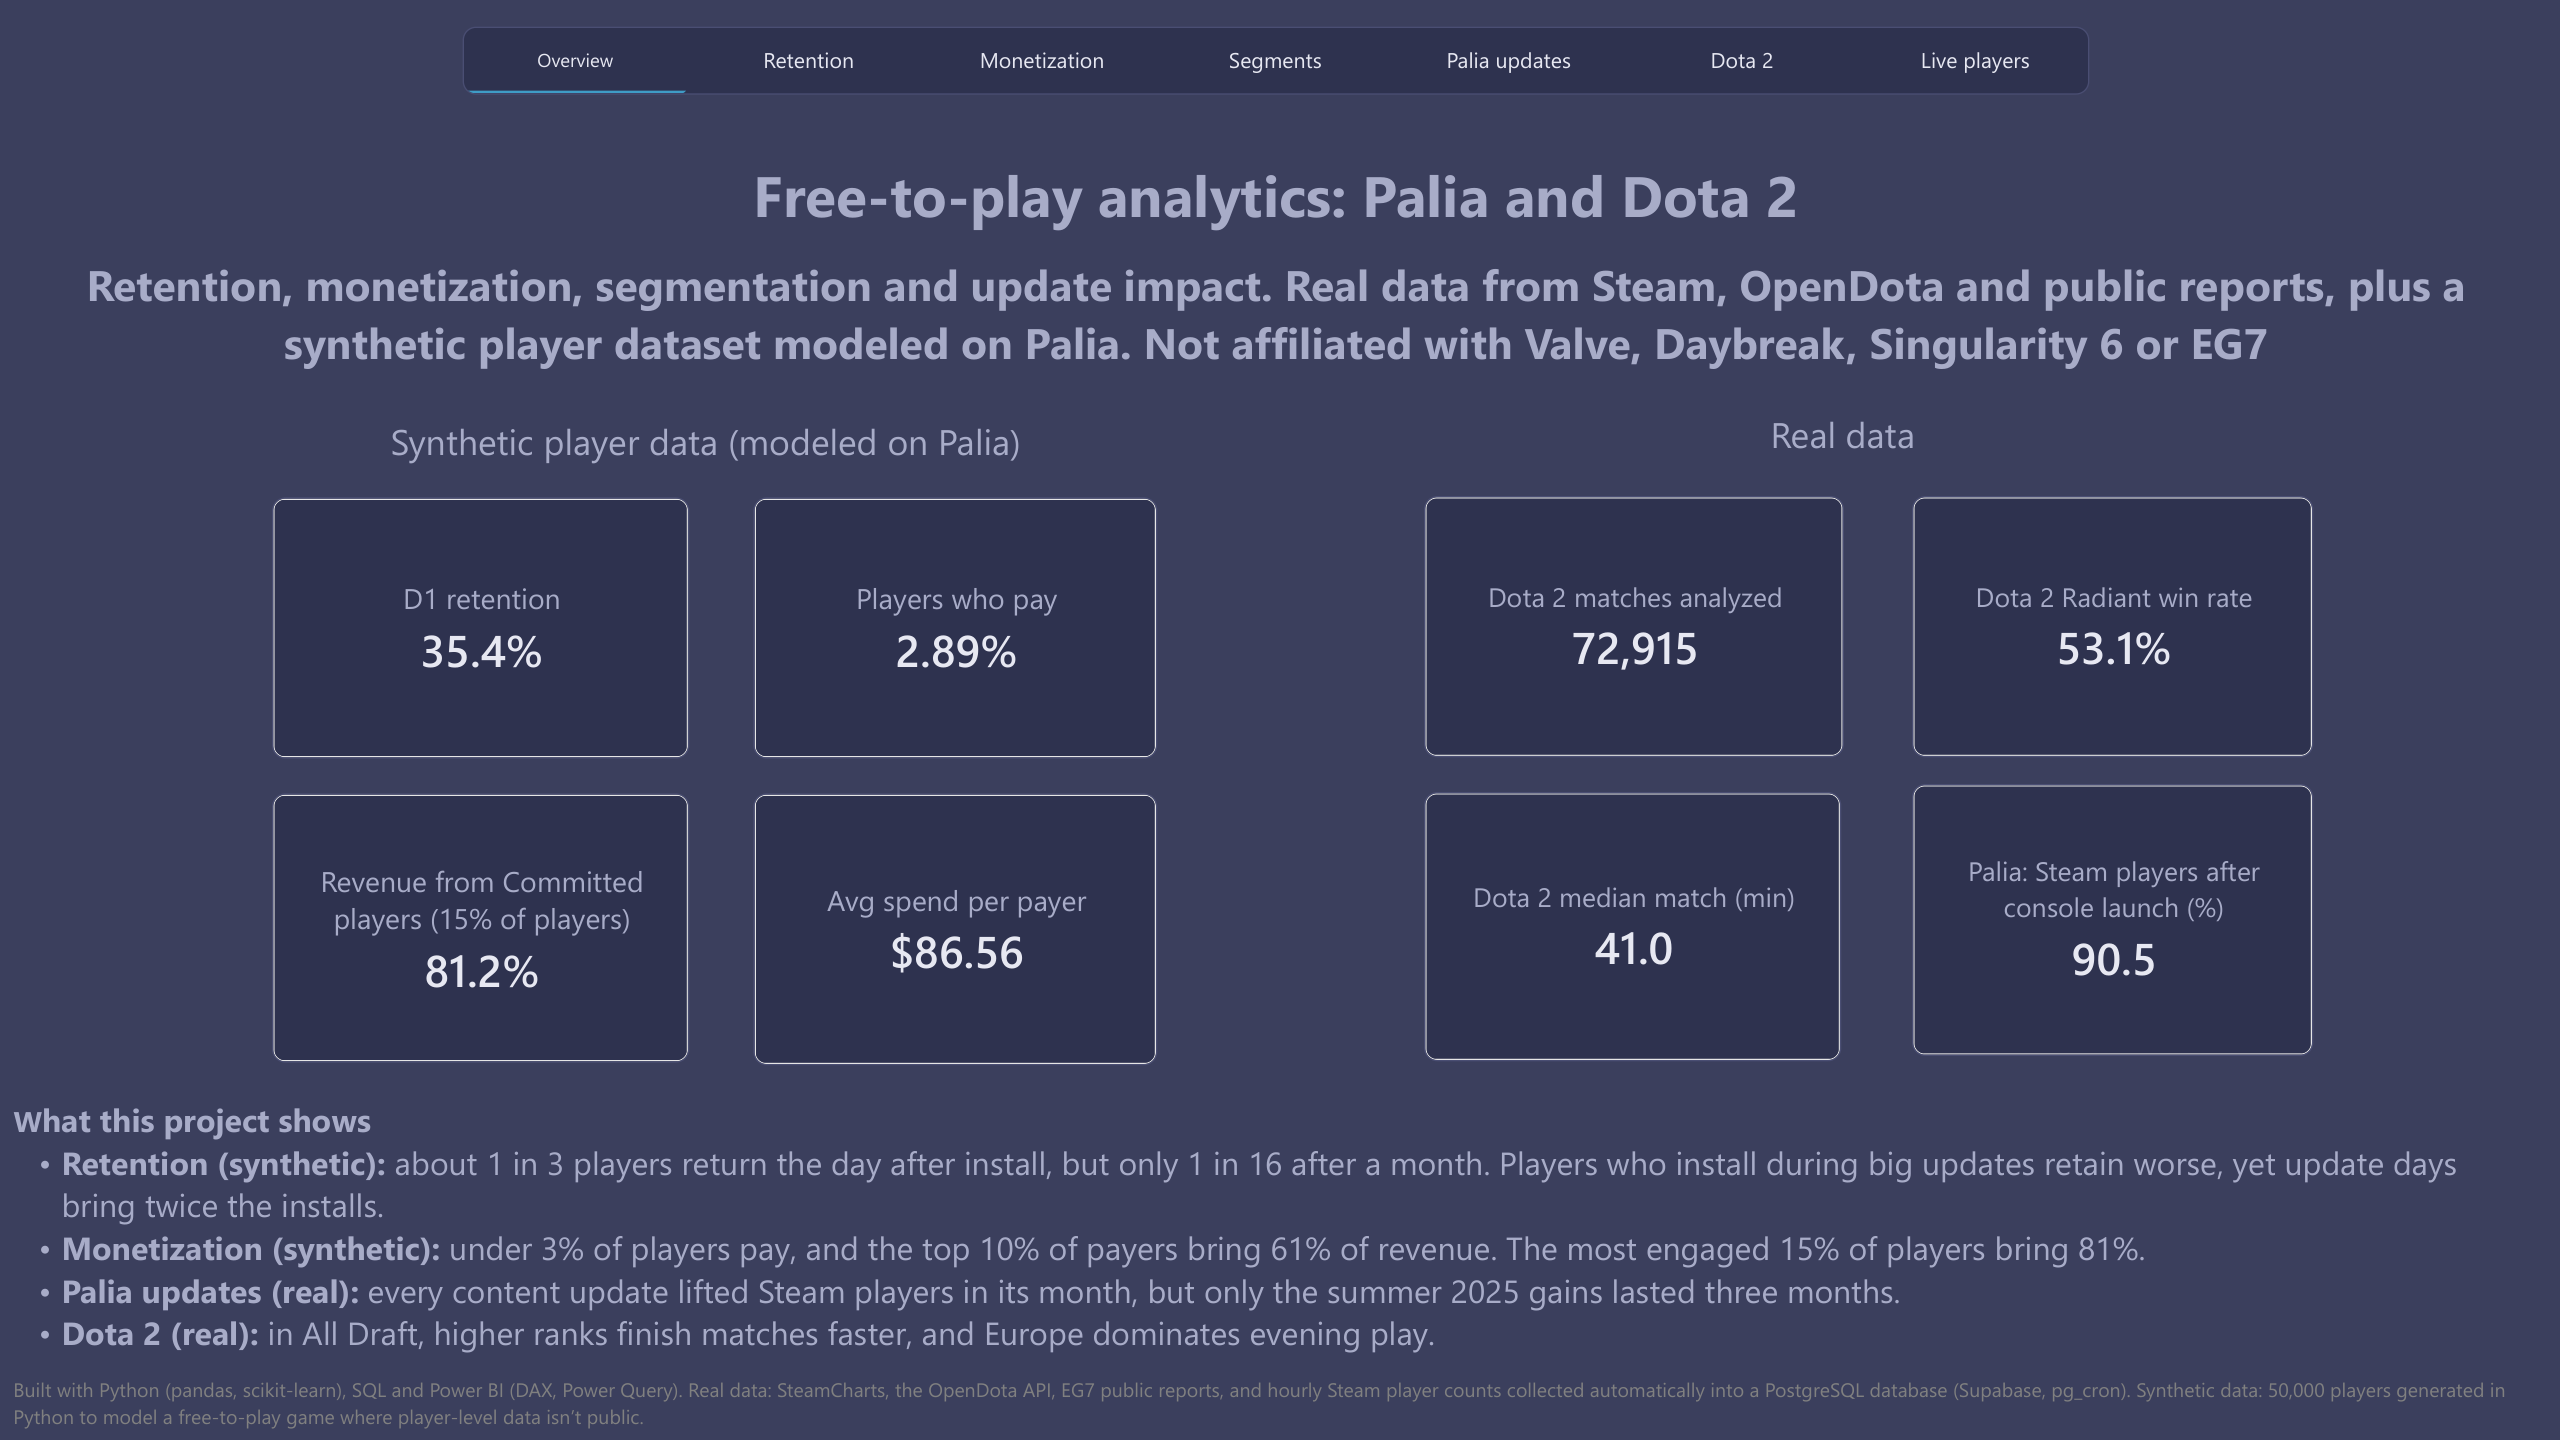 Overview
Retention
Monetization
Segments
Palia updates
Dota 2
Live players
Free-to-play analytics: Palia and Dota 2
Retention, monetization, segmentation and update impact. Real data from Steam, OpenDota and public reports, plus a
synthetic player dataset modeled on Palia. Not affiliated with Valve, Daybreak, Singularity 6 or EG7
Synthetic player data (modeled on Palia)
D1 retention
35.4%
Players who pay
2.89%
Revenue from Committed
players (15% of players)
81.2%
Avg spend per payer
$86.56
Real data
Dota 2 matches analyzed
72,915
Dota 2 Radiant win rate
53.1%
Dota 2 median match (min)
41.0
Palia: Steam players after
console launch (%)
90.5
What this project shows
• Retention (synthetic): about 1 in 3 players return the day after install, but only 1 in 16 after a month. Players who install during big updates retain worse, yet update days
bring twice the installs.
• Monetization (synthetic): under 3% of players pay, and the top 10% of payers bring 61% of revenue. The most engaged 15% of players bring 81%.
• Palia updates (real): every content update lifted Steam players in its month, but only the summer 2025 gains lasted three months.
• Dota 2 (real): in All Draft, higher ranks finish matches faster, and Europe dominates evening play.
Built with Python (pandas, scikit-learn), SQL and Power BI (DAX, Power Query). Real data: SteamCharts, the OpenDota API, EG7 public reports, and hourly Steam player counts collected automatically into a PostgreSQL database (Supabase, pg_cron). Synthetic data: 50,000 players generated in
Python to model a free-to-play game where player-level data isn’t public.